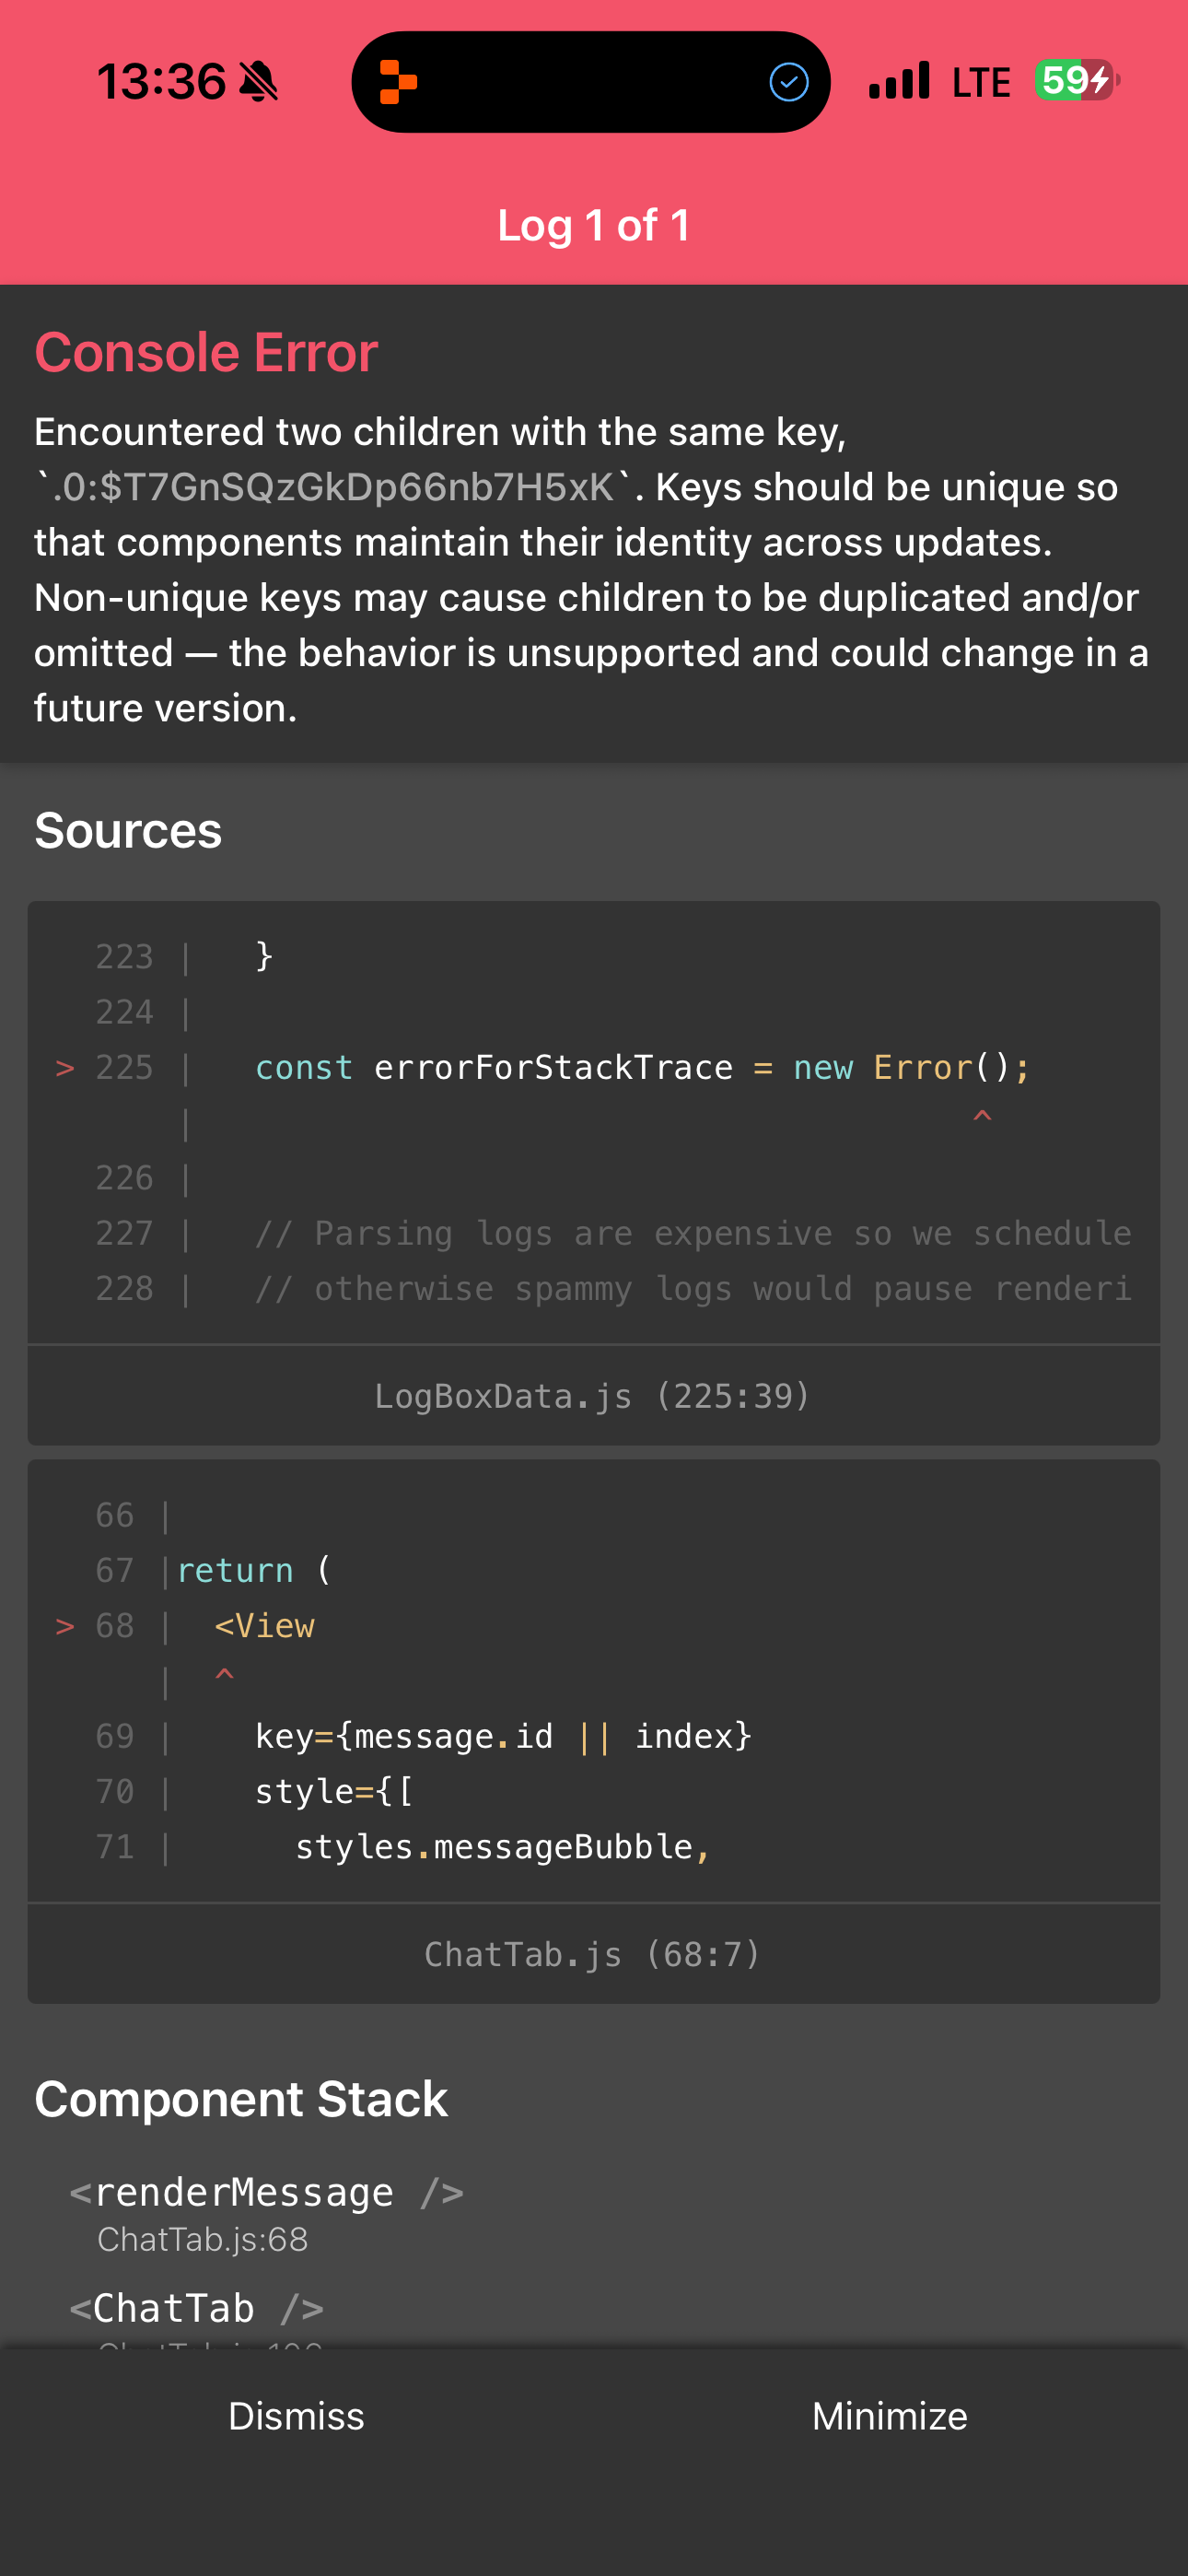 13:36
LTE
59
Log 1 of 1
Console Error
Encountered two children with the same key,
`.0:$T7GnSQzGkDp66nb7H5xK`. Keys should be unique so
that components maintain their identity across updates.
Non-unique keys may cause children to be duplicated and/or
omitted — the behavior is unsupported and could change in a
future version.
Sources
223 |   }
224 |
> 225 |   const errorForStackTrace = new Error();
|                                       ^
226 |
227 |   // Parsing logs are expensive so we schedule
228 |   // otherwise spammy logs would pause renderi
LogBoxData.js (225:39)
66 |
67 |return (
> 68 |  <View
|  ^
69 |    key={message.id || index}
70 |    style={[
71 |      styles.messageBubble,
ChatTab.js (68:7)
Component Stack
<renderMessage />
ChatTab.js:68
<ChatTab />
Dismiss
Minimize